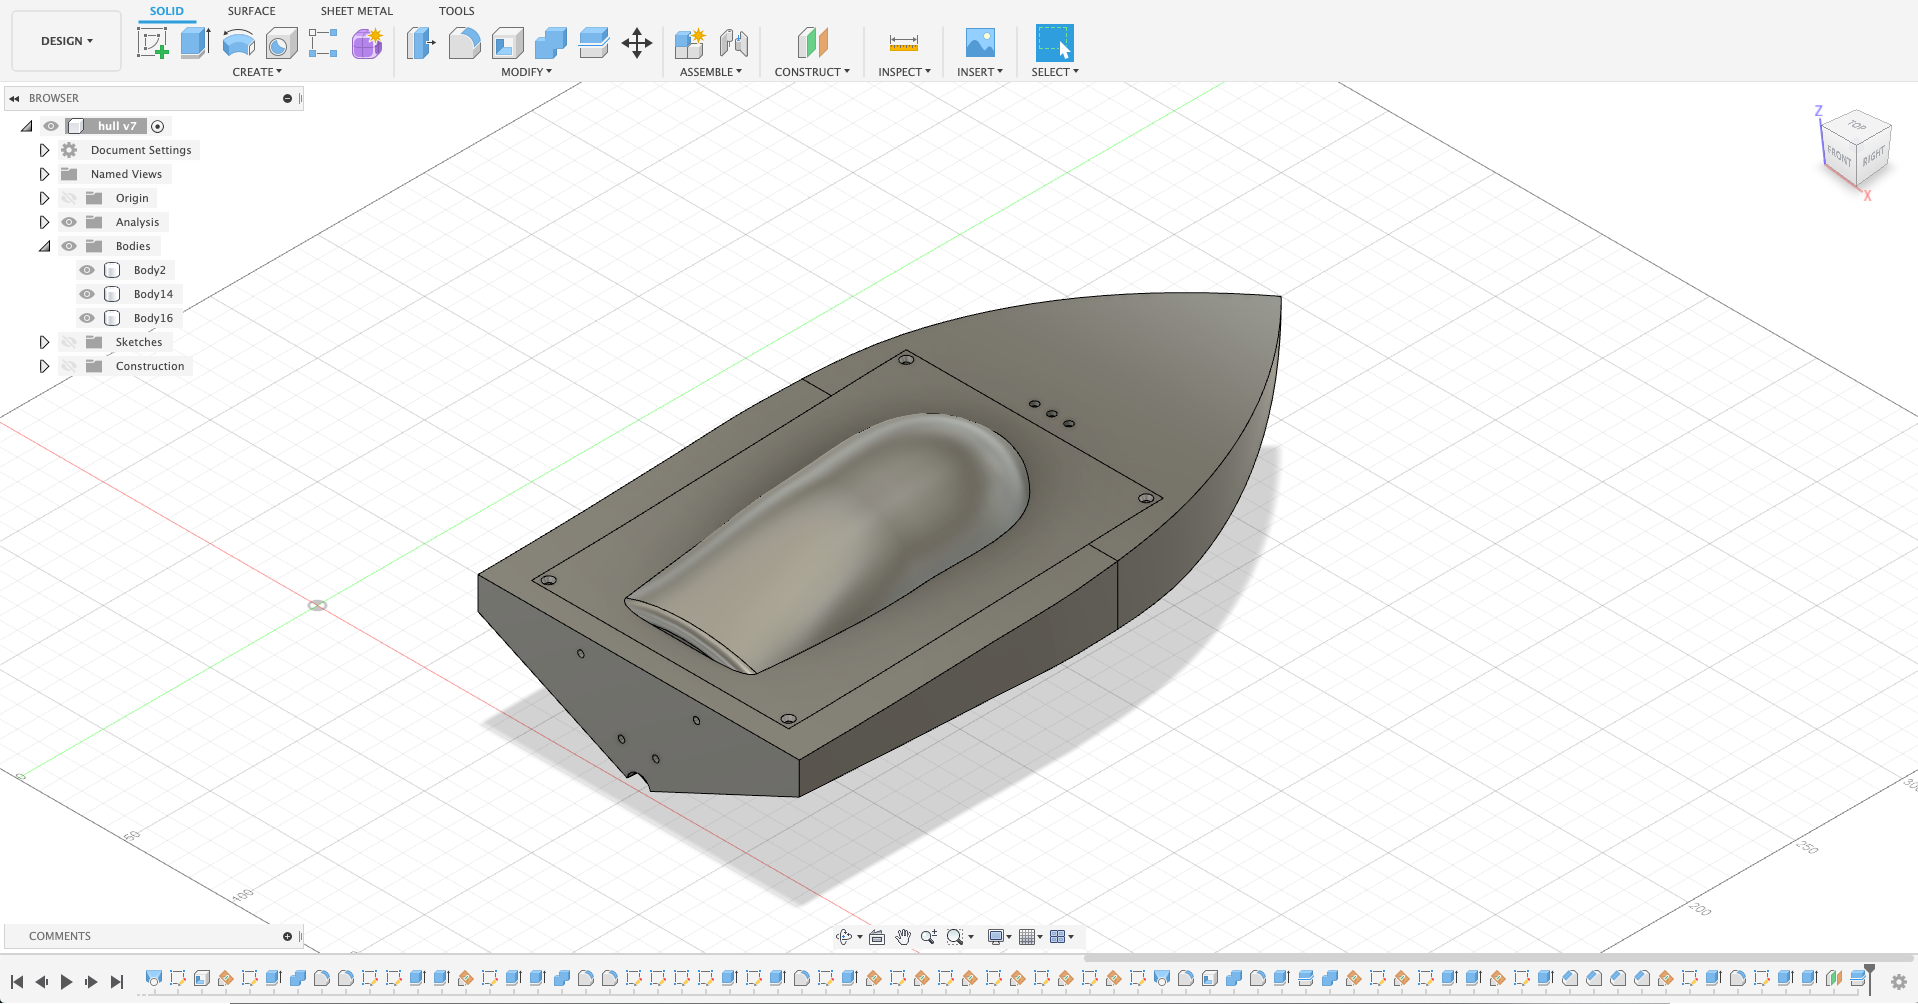 SOLID SURFACE SHEET METAL TOOLS
DESIGN
CREATE MODIFY ASSEMBLE CONSTRUCT INSPECT INSERT SELECT
BROWSER
hull v7
Document Settings
Named Views
Origin
Analysis
Bodies
Body2
Body14
Body16
Sketches
Construction
Z
TOP
FRONT
RIGHT
X
0
50
100
300
250
200
COMMENTS